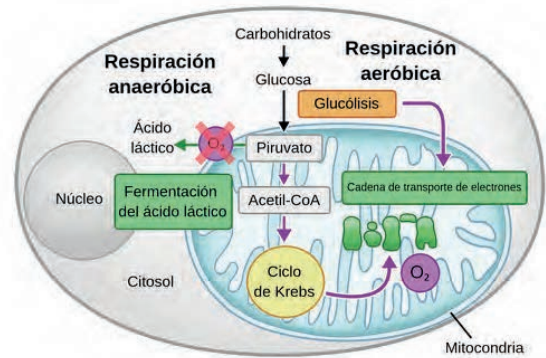 Carbohidratos
Respiración
anaeróbica
Respiración
aeróbica
Glucosa
Glucólisis
Ácido
láctico
O₂
Piruvato
Núcleo
Fermentación
del ácido láctico
Acetil-CoA
Cadena de transporte de electrones
Citosol
Ciclo
de Krebs
O₂
Mitocondria